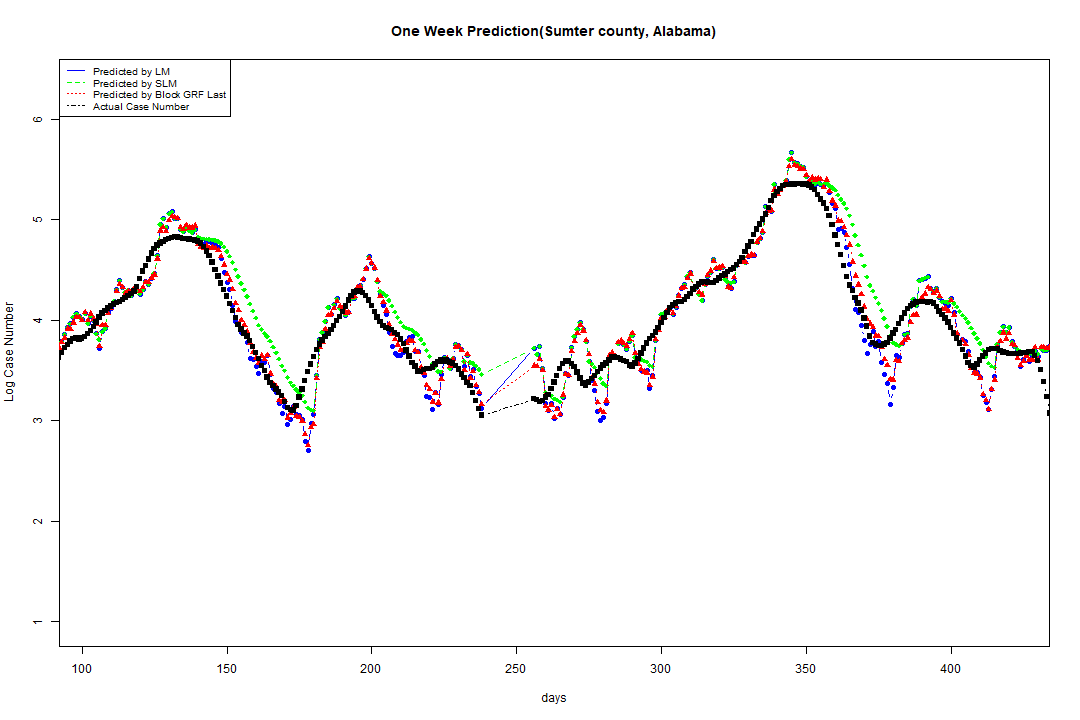 One Week Prediction(Sumter county, Alabama)
Predicted by LM
Predicted by SLM
Predicted by Block GRF Last
Actual Case Number
Log Case Number
6
5
4
3
2
1
100 150 200 250 300 350 400
days